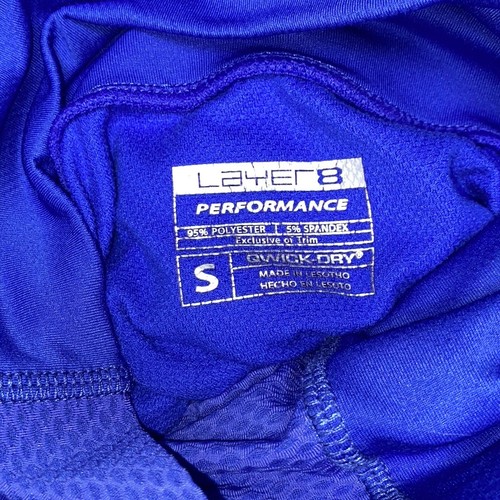 Layer8
PERFORMANCE
95% POLYESTER | 5% SPANDEX
Exclusive of Trim
S
QWICK-DRY®
MADE IN LESOTHO
HECHO EN LESOTO